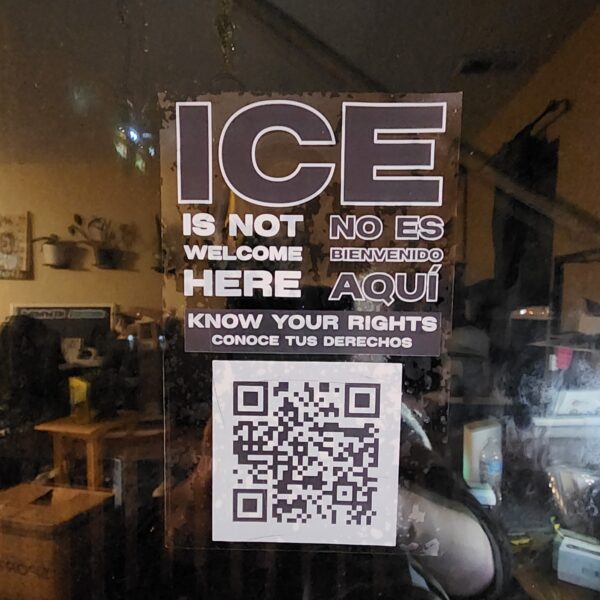 ICE
IS NOT
WELCOME
HERE
NO ES
BIENVENIDO
AQUÍ
KNOW YOUR RIGHTS
CONOCE TUS DERECHOS